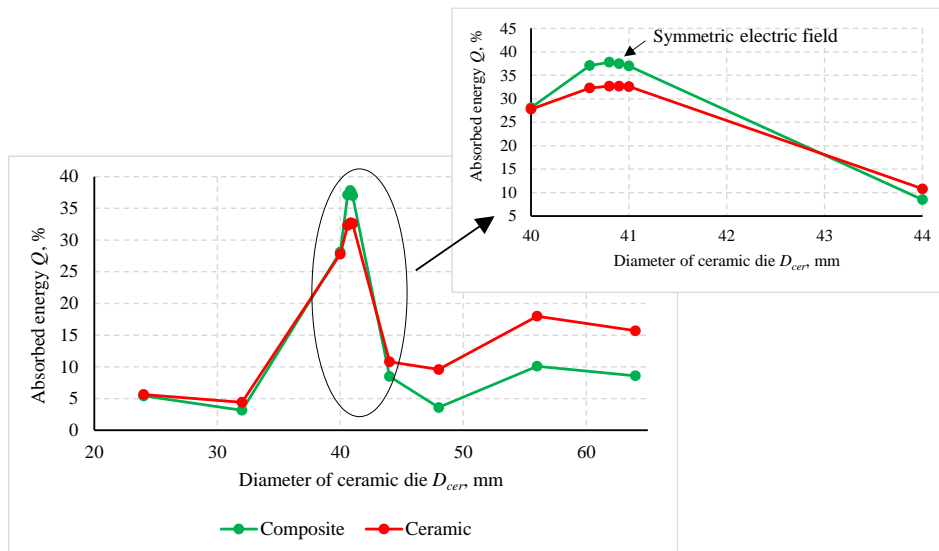 45
40
35
30
25
20
15
10
5
Absorbed energy Q, %
Symmetric electric field
40 41 42 43 44
Diameter of ceramic die Dcer, mm
40
35
30
25
20
15
10
5
0
Absorbed energy Q, %
20 30 40 50 60
Diameter of ceramic die Dcer, mm
Composite Ceramic